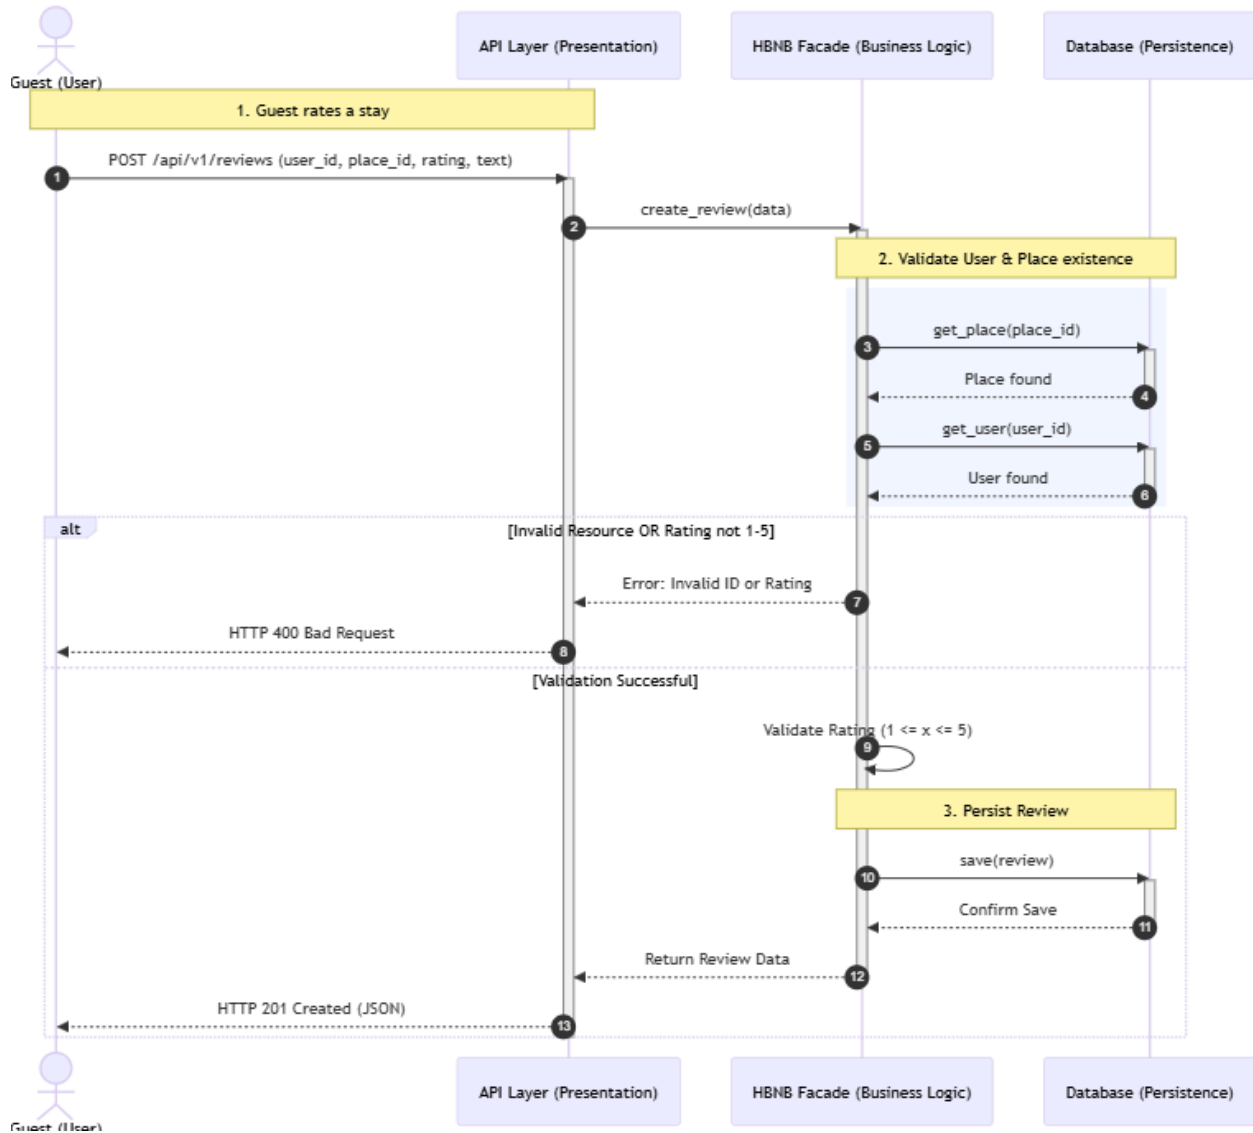 API Layer (Presentation)
HBNB Facade (Business Logic)
Database (Persistence)
Guest (User)
1. Guest rates a stay
POST /api/v1/reviews (user_id, place_id, rating, text)
1
create_review(data)
2
2. Validate User & Place existence
get_place(place_id)
3
Place found
4
get_user(user_id)
5
User found
6
alt
[Invalid Resource OR Rating not 1-5]
Error: Invalid ID or Rating
7
HTTP 400 Bad Request
8
[Validation Successful]
Validate Rating (1 <= x <= 5)
9
3. Persist Review
save(review)
10
Confirm Save
11
Return Review Data
12
HTTP 201 Created (JSON)
13
API Layer (Presentation)
HBNB Facade (Business Logic)
Database (Persistence)
Guest (User)